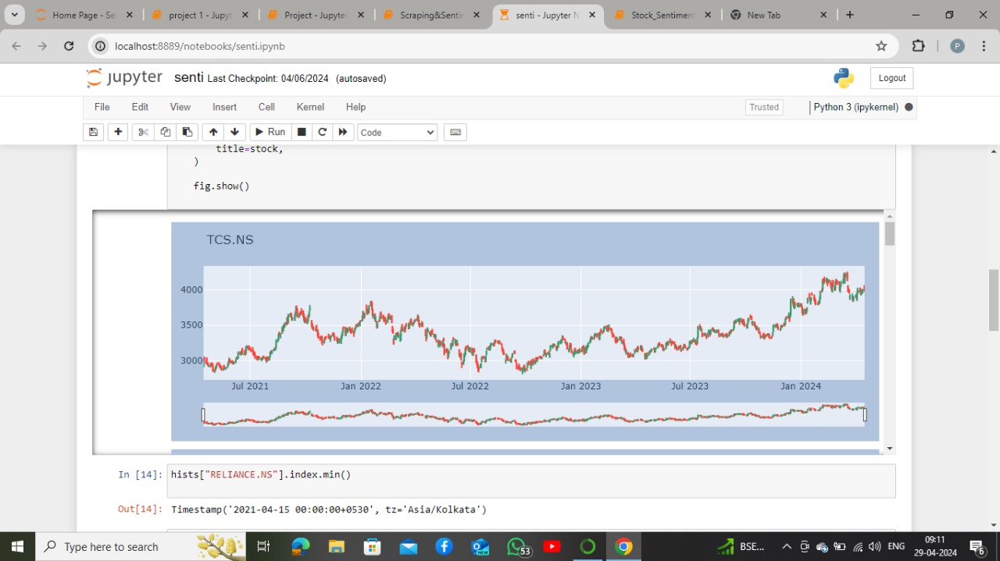 Home Page - Se
project 1 - Jupyt
Project - Jupyter
Scraping&Sentin
senti - Jupyter N
Stock_Sentiment
New Tab
localhost:8889/notebooks/senti.ipynb
P
jupyter senti Last Checkpoint: 04/06/2024 (autosaved)
Logout
File Edit View Insert Cell Kernel Help
Trusted
Python 3 (ipykernel)
Run
Code
title=stock,
)
fig.show()
TCS.NS
4000
3500
3000
Jul 2021 Jan 2022 Jul 2022 Jan 2023 Jul 2023 Jan 2024
In [14]: hists["RELIANCE.NS"].index.min()
Out[14]: Timestamp('2021-04-15 00:00:00+0530', tz='Asia/Kolkata')
Type here to search
NEW
53
BSE...
ENG
09:11
29-04-2024
6